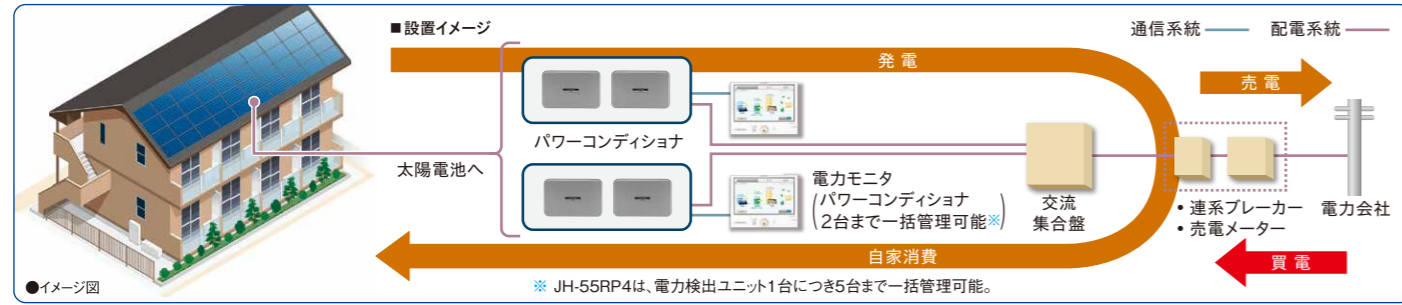 ■設置イメージ
通信系統
配電系統
発電
売電
パワーコンディショナ
太陽電池へ
電力モニタ
(パワーコンディショナ
2台まで一括管理可能※)
交流
集合盤
・連系ブレーカー
・売電メーター
電力会社
自家消費
買電
●イメージ図
※ JH-55RP4は、電力検出ユニット1台につき5台まで一括管理可能。